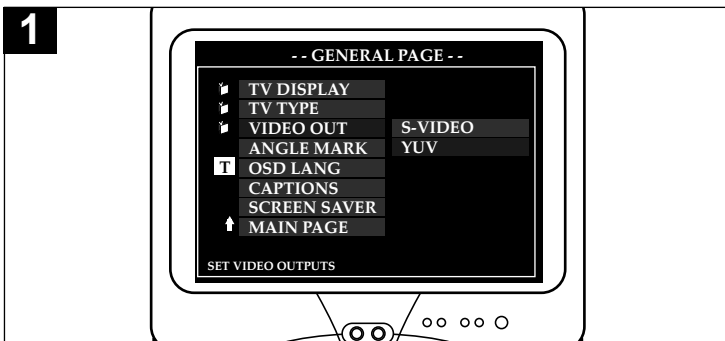 1
- - GENERAL PAGE - -
TV DISPLAY
TV TYPE
VIDEO OUT S-VIDEO
ANGLE MARK YUV
T OSD LANG
CAPTIONS
SCREEN SAVER
MAIN PAGE
SET VIDEO OUTPUTS